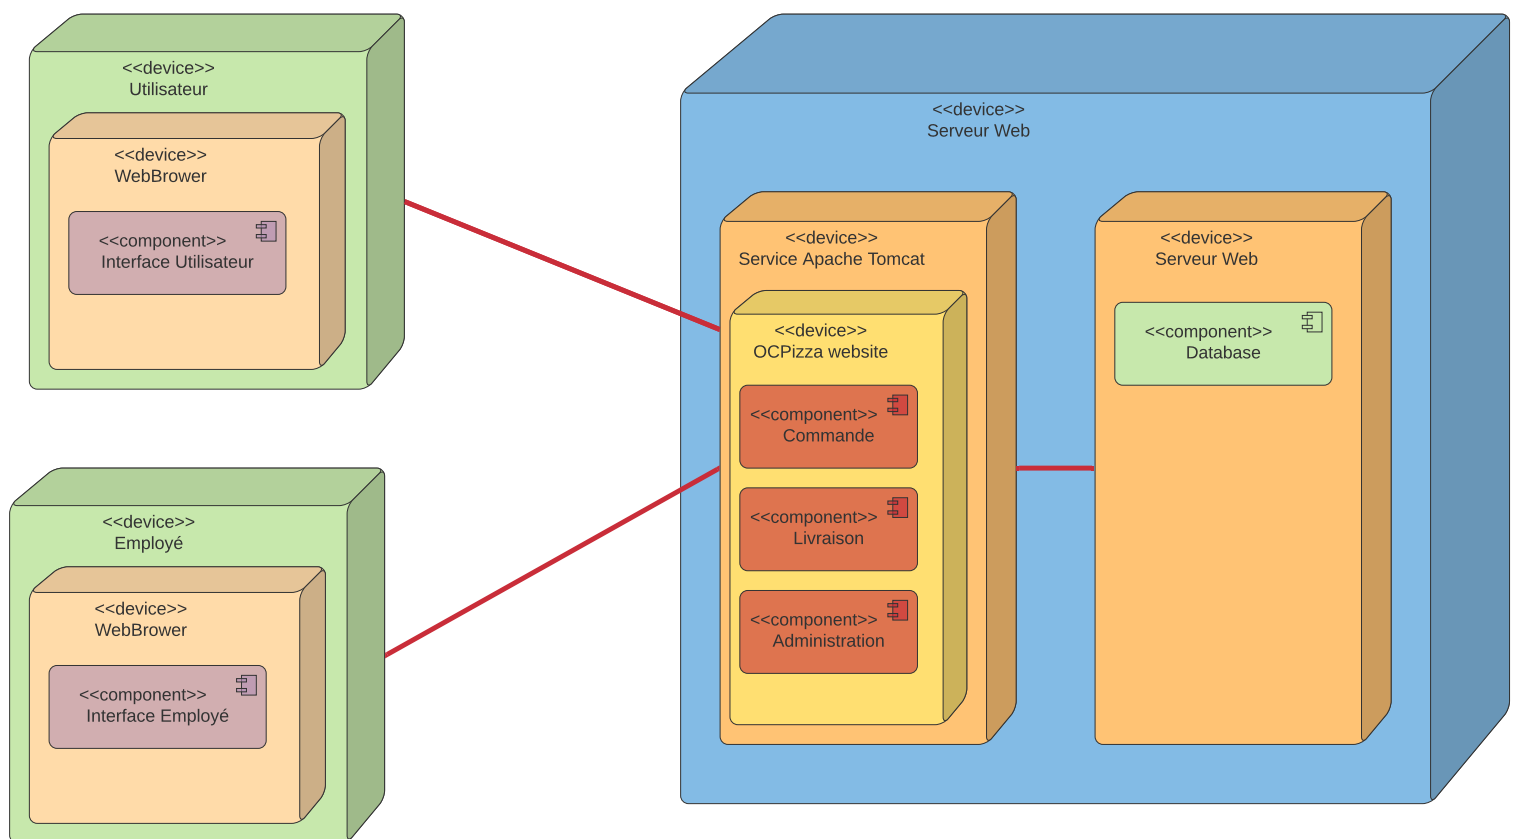 <<device>>
Utilisateur
<<device>>
WebBrower
<<component>>
Interface Utilisateur
<<device>>
Employé
<<device>>
WebBrower
<<component>>
Interface Employé
<<device>>
Serveur Web
<<device>>
Service Apache Tomcat
<<device>>
OCPizza website
<<component>>
Commande
<<component>>
Livraison
<<component>>
Administration
<<device>>
Serveur Web
<<component>>
Database